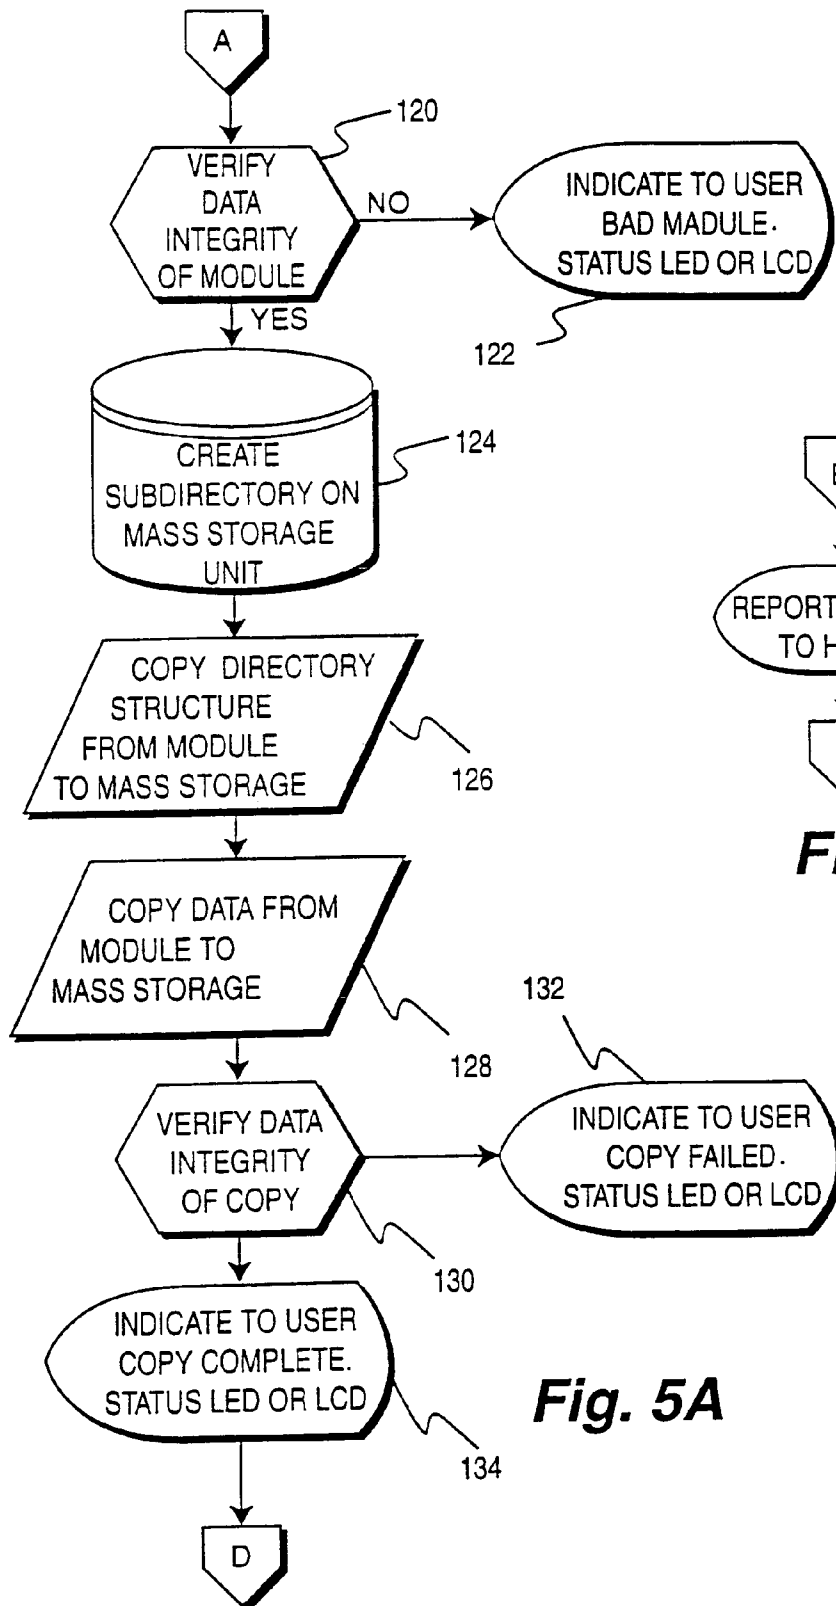 A
120
VERIFY
DATA
INTEGRITY
OF MODULE
NO
INDICATE TO USER
BAD MADULE.
STATUS LED OR LCD
122
YES
124
CREATE
SUBDIRECTORY ON
MASS STORAGE
UNIT
REPORT
TO
COPY DIRECTORY
STRUCTURE
FROM MODULE
TO MASS STORAGE
126
COPY DATA FROM
MODULE TO
MASS STORAGE
128
132
VERIFY DATA
INTEGRITY
OF COPY
130
INDICATE TO USER
COPY FAILED.
STATUS LED OR LCD
INDICATE TO USER
COPY COMPLETE.
STATUS LED OR LCD
134
Fig. 5A
D